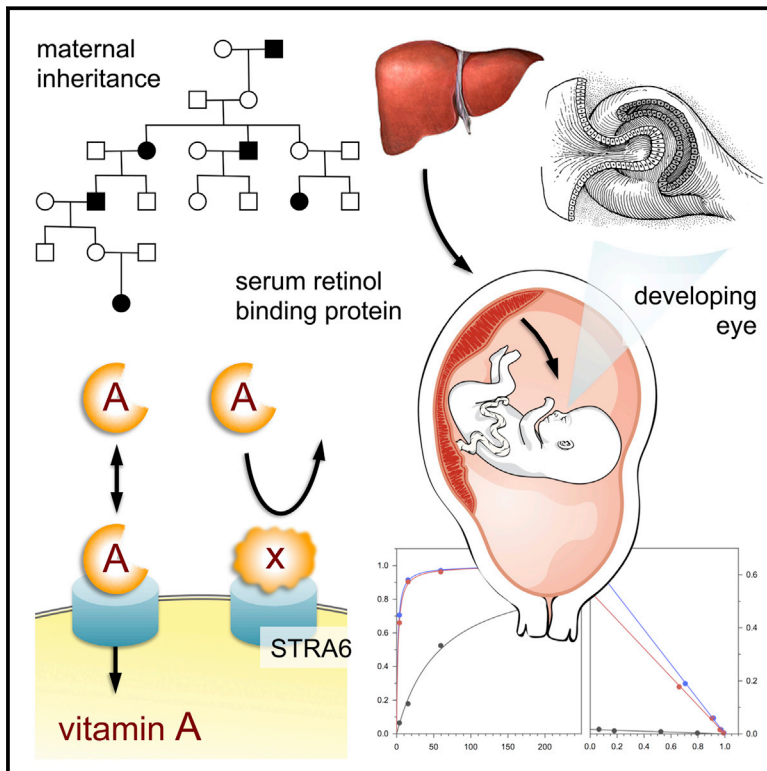 maternal
inheritance
serum retinol
binding protein
developing
eye
A
A
A
x
STRA6
vitamin A
1.0
0.8
0.6
0.4
0.2
0.0
0
50
100
150
200
0.6
0.4
0.2
0.0
0.0
0.2
0.4
0.6
0.8
1.0